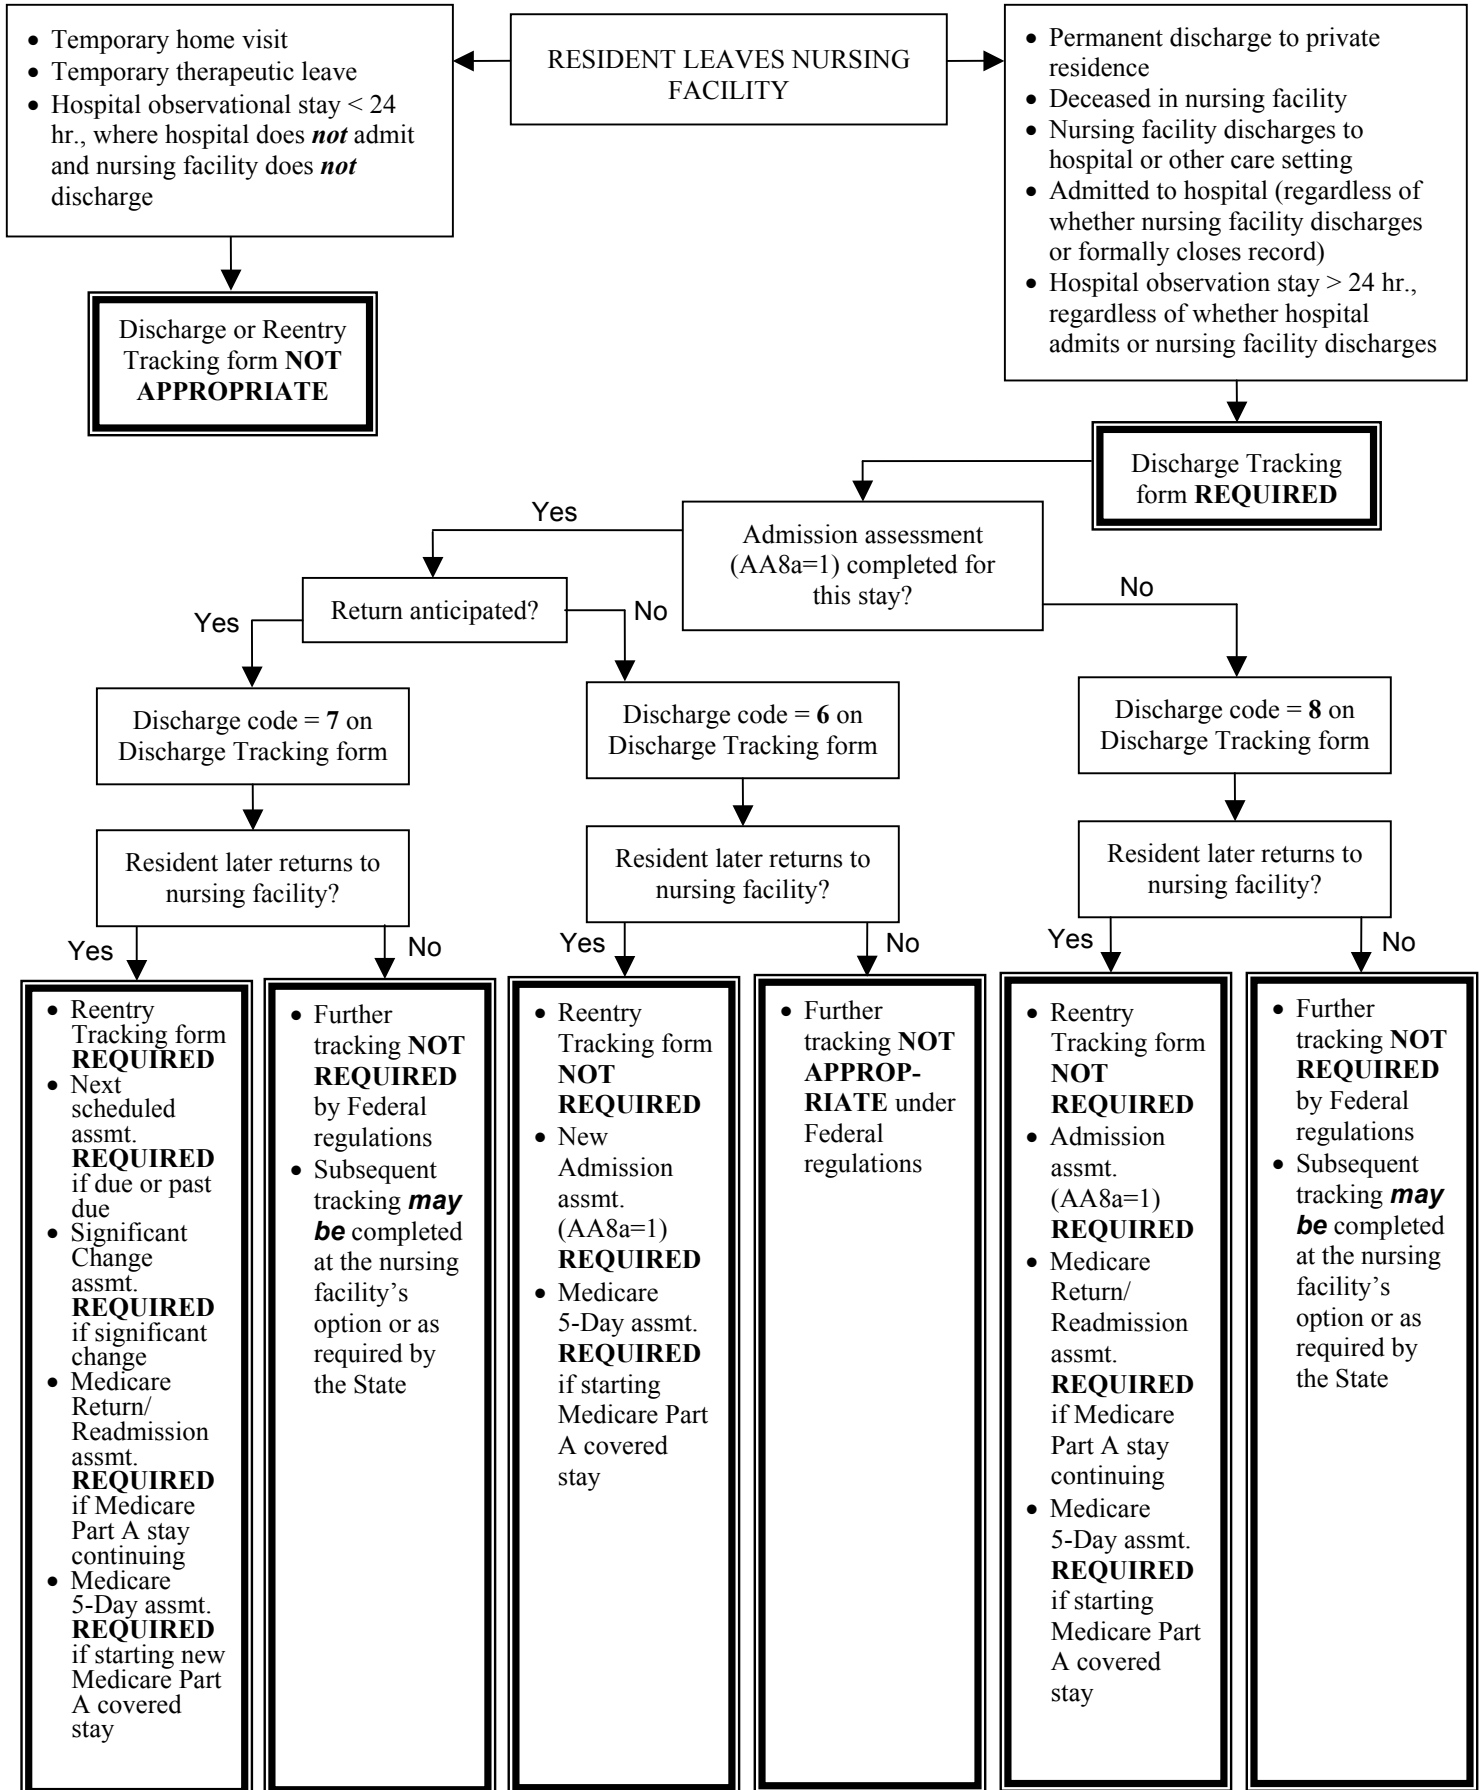 • Temporary home visit
• Temporary therapeutic leave
• Hospital observational stay < 24
hr., where hospital does not admit
and nursing facility does not
discharge
RESIDENT LEAVES NURSING
FACILITY
• Permanent discharge to private
residence
• Deceased in nursing facility
• Nursing facility discharges to
hospital or other care setting
• Admitted to hospital (regardless of
whether nursing facility discharges
or formally closes record)
• Hospital observation stay > 24 hr.,
regardless of whether hospital
admits or nursing facility discharges
Discharge or Reentry
Tracking form NOT
APPROPRIATE
Discharge Tracking
form REQUIRED
Admission assessment
(AA8a=1) completed for
this stay?
Yes
No
Return anticipated?
Yes
No
Discharge code = 7 on
Discharge Tracking form
Discharge code = 6 on
Discharge Tracking form
Discharge code = 8 on
Discharge Tracking form
Resident later returns to
nursing facility?
Resident later returns to
nursing facility?
Resident later returns to
nursing facility?
Yes
No
Yes
No
Yes
No
• Reentry
Tracking form
REQUIRED
• Next
scheduled
assmt.
REQUIRED
if due or past
due
• Significant
Change
assmt.
REQUIRED
if significant
change
• Medicare
Return/
Readmission
assmt.
REQUIRED
if Medicare
Part A stay
continuing
• Medicare
5-Day assmt.
REQUIRED
if starting new
Medicare Part
A covered
stay
• Further
tracking NOT
REQUIRED
by Federal
regulations
• Subsequent
tracking may
be completed
at the nursing
facility’s
option or as
required by
the State
• Reentry
Tracking form
NOT
REQUIRED
• New
Admission
assmt.
(AA8a=1)
REQUIRED
• Medicare
5-Day assmt.
REQUIRED
if starting
Medicare Part
A covered
stay
• Further
tracking NOT
APPROP-
RIATE under
Federal
regulations
• Reentry
Tracking form
NOT
REQUIRED
• Admission
assmt.
(AA8a=1)
REQUIRED
• Medicare
Return/
Readmission
assmt.
REQUIRED
if Medicare
Part A stay
continuing
• Medicare
5-Day assmt.
REQUIRED
if starting
Medicare Part
A covered
stay
• Further
tracking NOT
REQUIRED
by Federal
regulations
• Subsequent
tracking may
be completed
at the nursing
facility’s
option or as
required by
the State